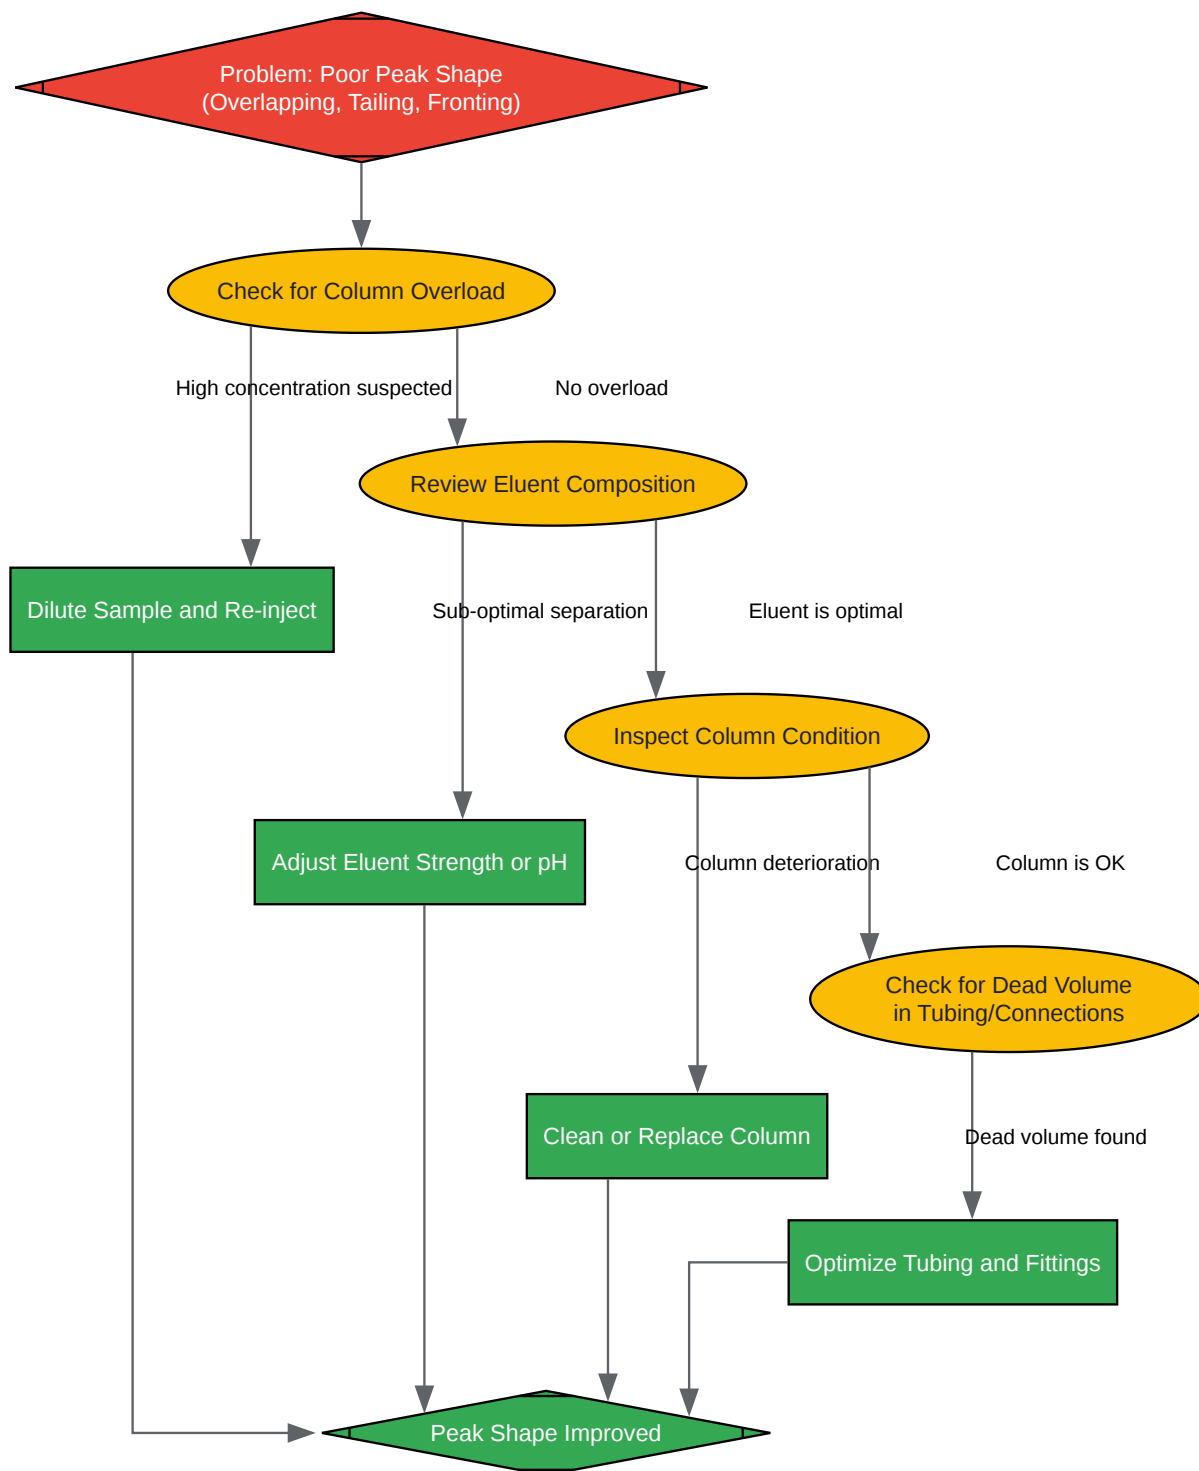 Problem: Poor Peak Shape
(Overlapping, Tailing, Fronting)
Check for Column Overload
High concentration suspected
No overload
Review Eluent Composition
Dilute Sample and Re-inject
Sub-optimal separation
Eluent is optimal
Inspect Column Condition
Adjust Eluent Strength or pH
Column deterioration
Column is OK
Check for Dead Volume
in Tubing/Connections
Clean or Replace Column
Dead volume found
Optimize Tubing and Fittings
Peak Shape Improved